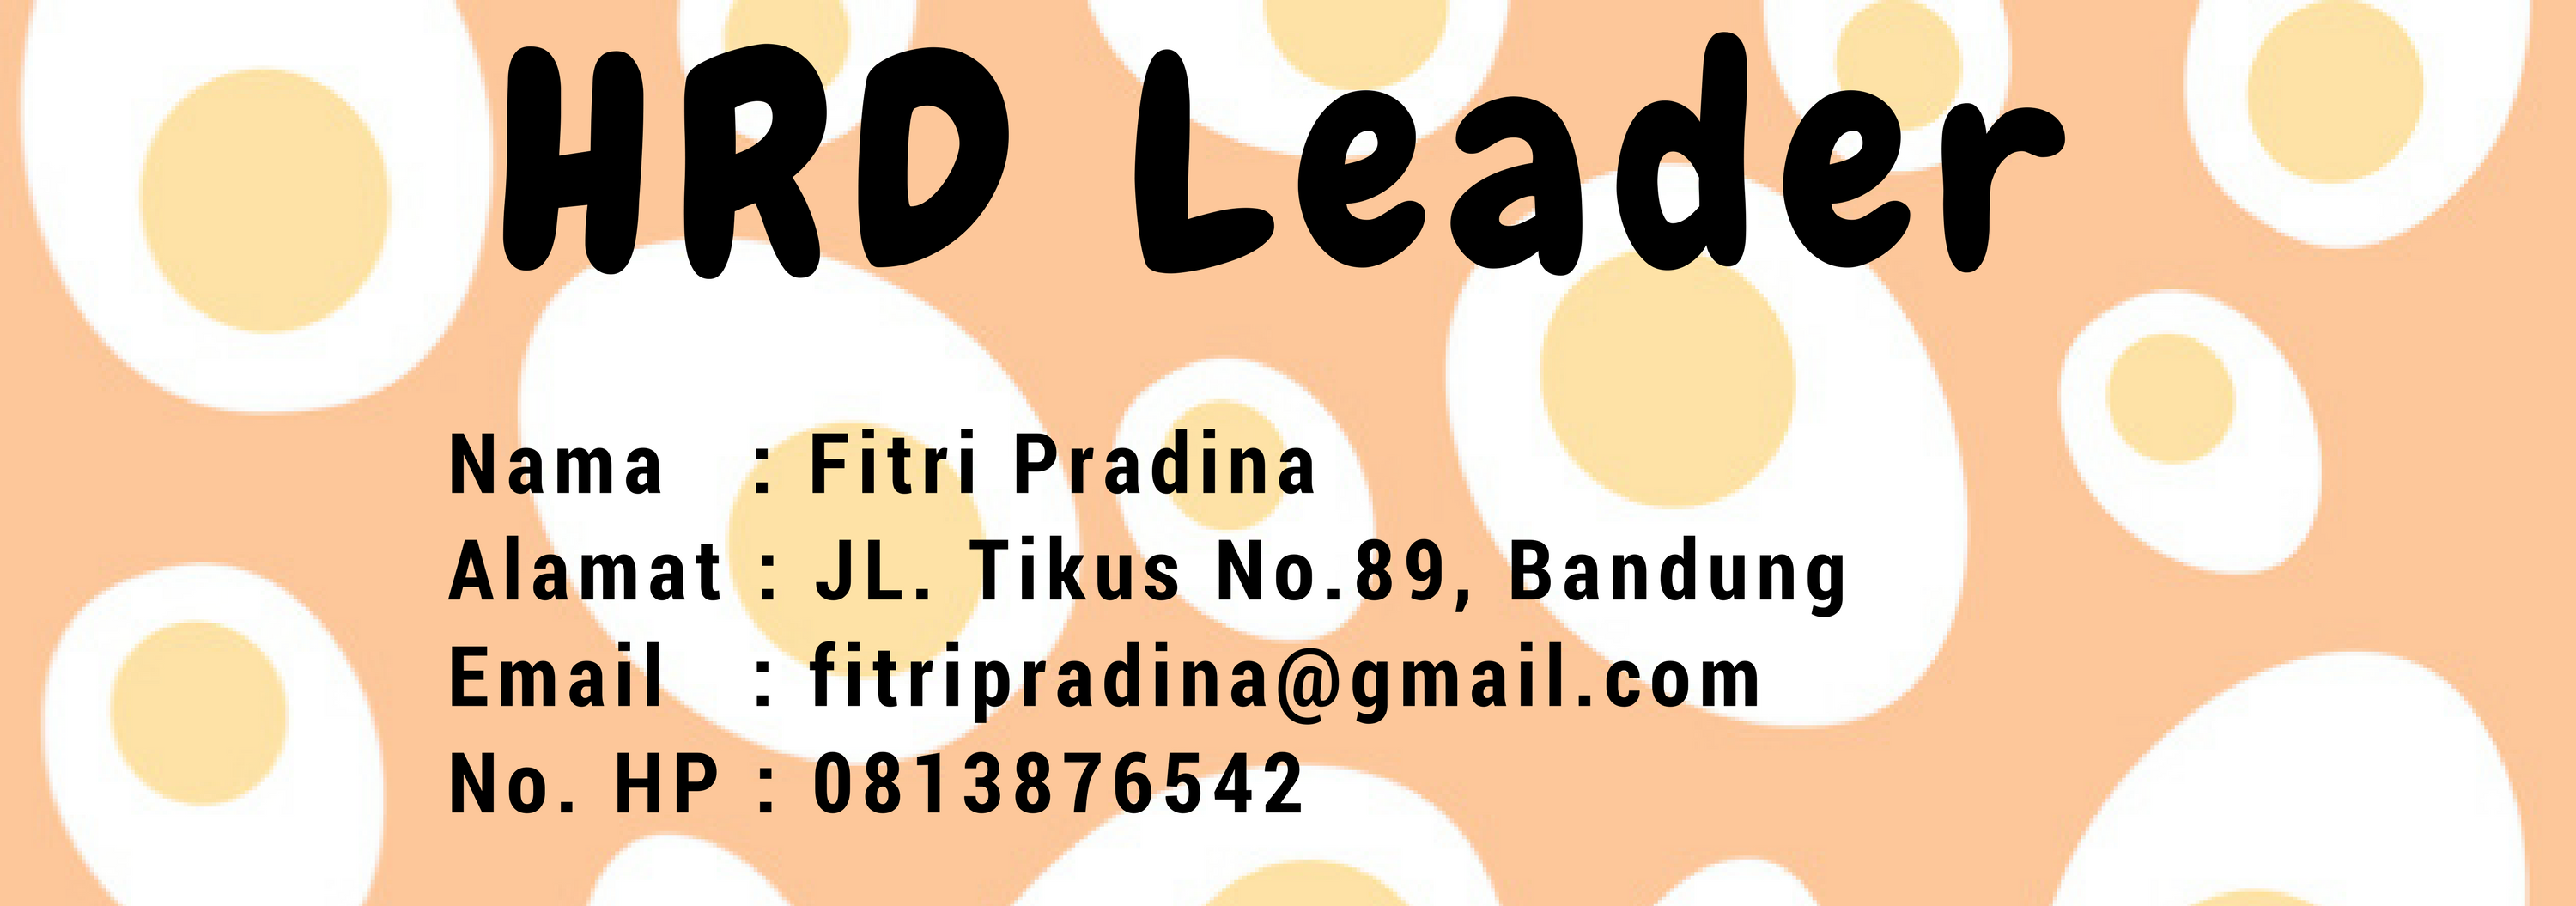 HRD Leader
Nama : Fitri Pradina
Alamat : JL. Tikus No.89, Bandung
Email : fitripradina@gmail.com
No. HP : 0813876542